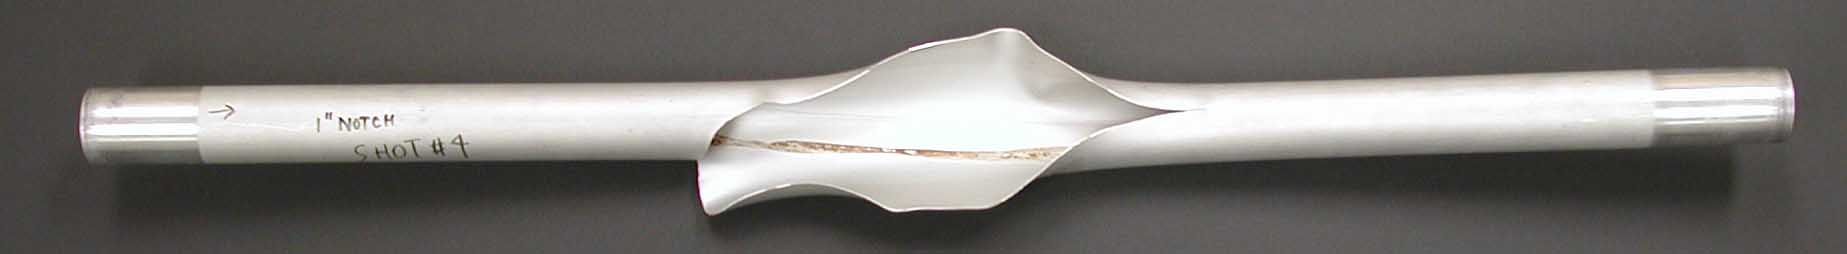 →
1" NOTCH
SHOT #4